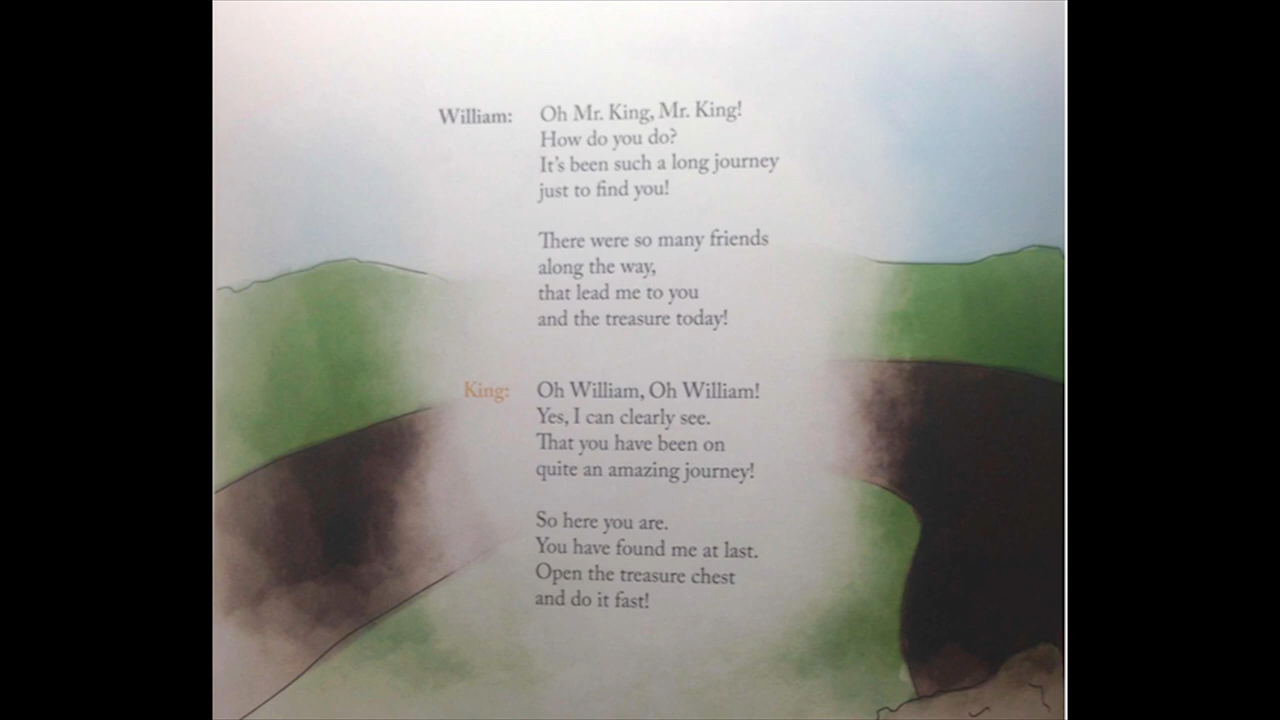 William: Oh Mr. King, Mr. King!
How do you do?
It's been such a long journey
just to find you!
There were so many friends
along the way,
that lead me to you
and the treasure today!
King: Oh William, Oh William!
Yes, I can clearly see.
That you have been on
quite an amazing journey!
So here you are.
You have found me at last.
Open the treasure chest
and do it fast!